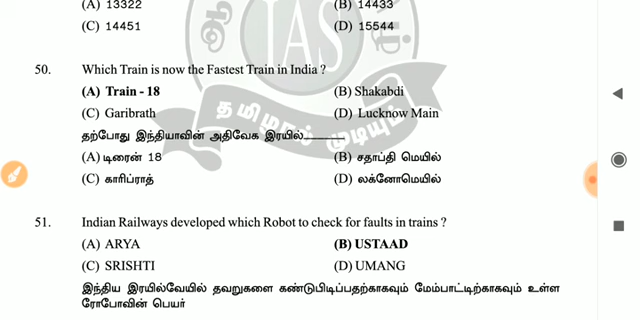 (A) 13322 (B) 14433
(C) 14451 (D) 15544
IAS
தமிழால் முடியும்
50. Which Train is now the Fastest Train in India ?
(A) Train - 18 (B) Shakabdi
(C) Garibrath (D) Lucknow Main
தற்போது இந்தியாவின் அதிவேக இரயில்
(A) டிரைன் 18 (B) சதாப்தி மெயில்
(C) காரிப்ராத் (D) லக்னோமெயில்
51. Indian Railways developed which Robot to check for faults in trains ?
(A) ARYA (B) USTAAD
(C) SRISHTI (D) UMANG
இந்திய இரயில்வேயில் தவறுகளை கண்டுபிடிப்பதற்காகவும் மேம்பாட்டிற்காகவும் உள்ள
ரோபோவின் பெயர்